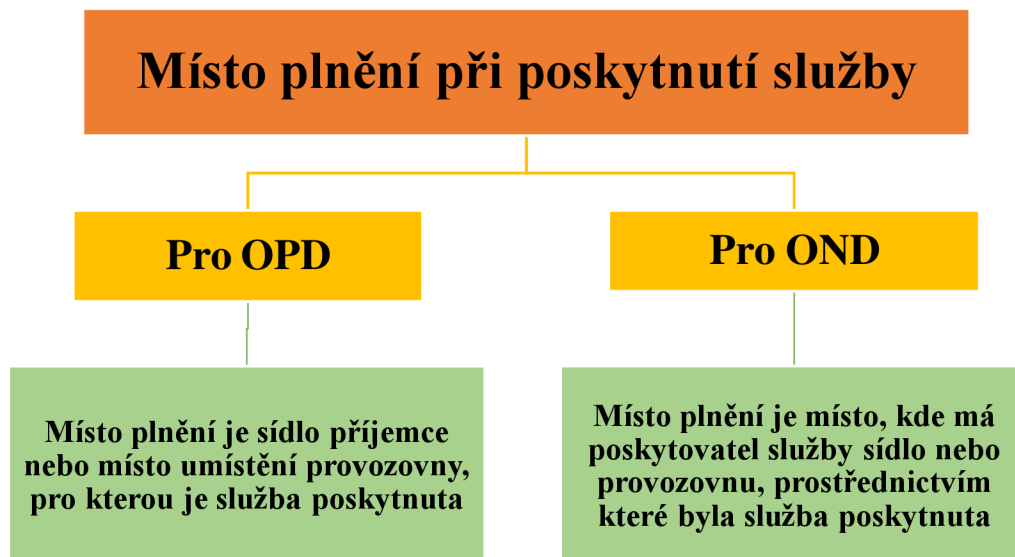 Místo plnění při poskytnutí služby
Pro OPD
Pro OND
Místo plnění je sídlo příjemce
nebo místo umístění provozovny,
pro kterou je služba poskytnuta
Místo plnění je místo, kde má
poskytovatel služby sídlo nebo
provozovnu, prostřednictvím
které byla služba poskytnuta